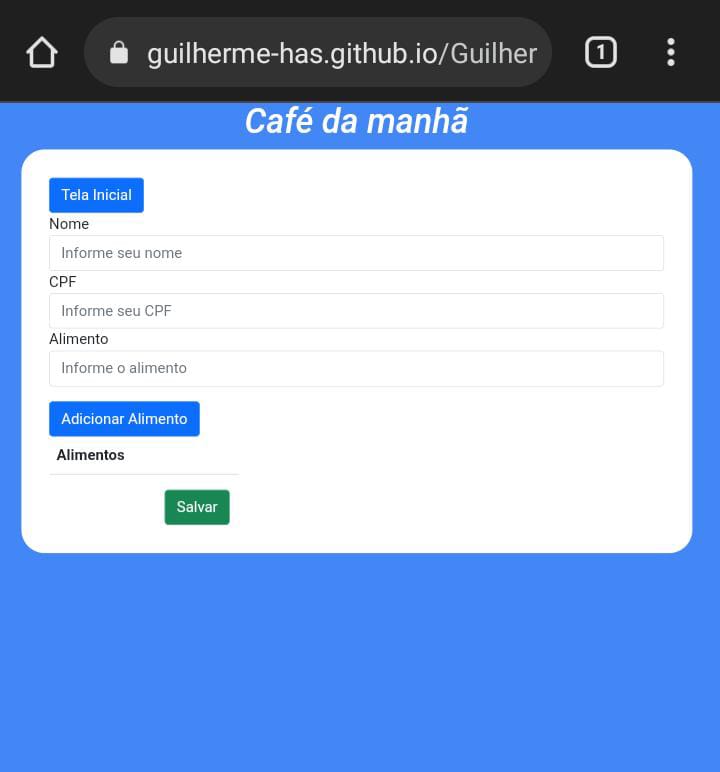 guilherme-has.github.io/Guilher
1
Café da manhã
Tela Inicial
Nome
Informe seu nome
CPF
Informe seu CPF
Alimento
Informe o alimento
Adicionar Alimento
Alimentos
Salvar